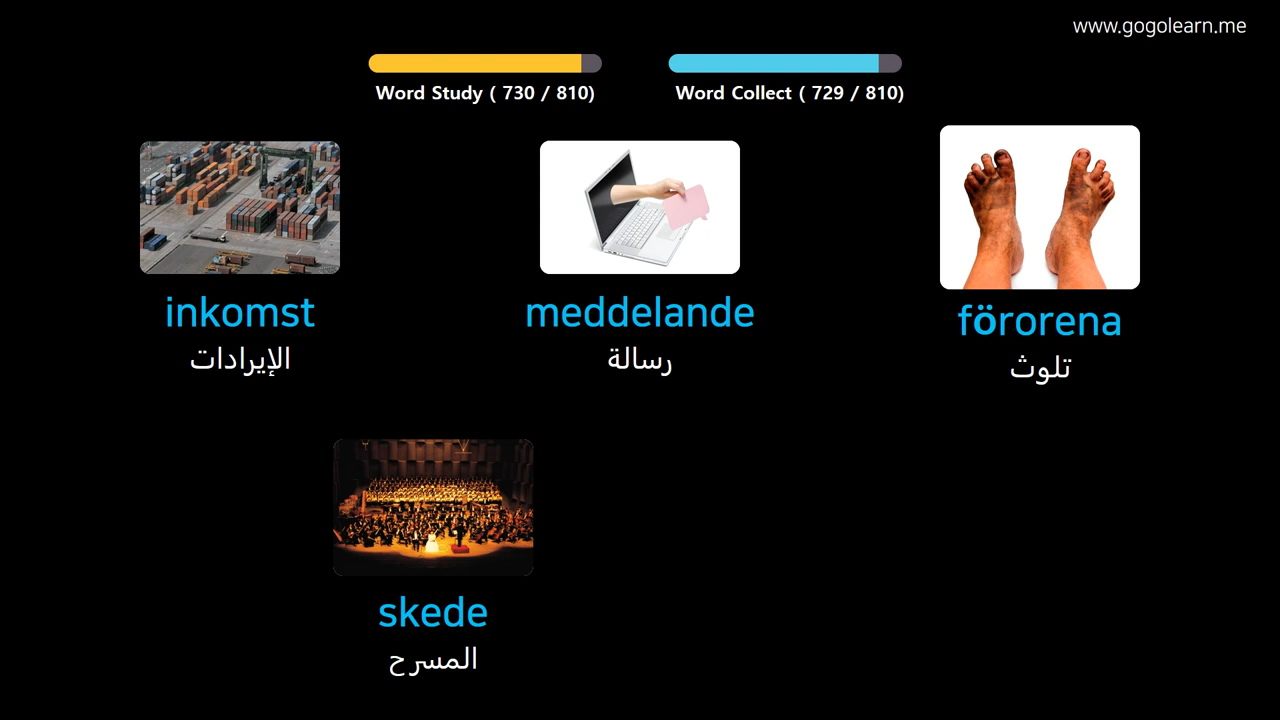 www.gogolearn.me
Word Study ( 730 / 810)
Word Collect ( 729 / 810)
inkomst
الإيرادات
meddelande
رسالة
förorena
تلوث
skede
المسرح